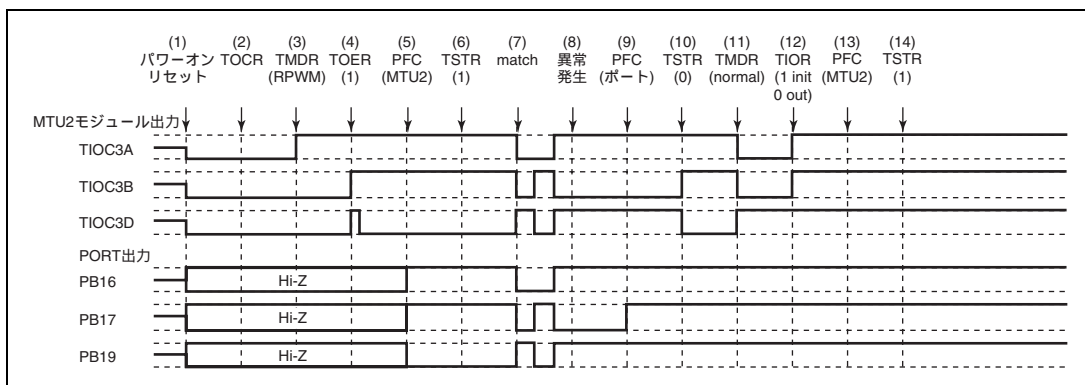 (1) (2) (3) (4) (5) (6) (7) (8) (9) (10) (11) (12) (13) (14)
パワーオン TOCR TMDR TOER PFC TSTR match 異常 PFC TSTR TMDR TIOR PFC TSTR
リセット (RPWM) (1) (MTU2) (1) 発生 (ポート) (0) (normal) (1 init (MTU2) (1)
0 out)
MTU2モジュール出力
TIOC3A
TIOC3B
TIOC3D
PORT出力
PB16 Hi-Z
PB17 Hi-Z
PB19 Hi-Z